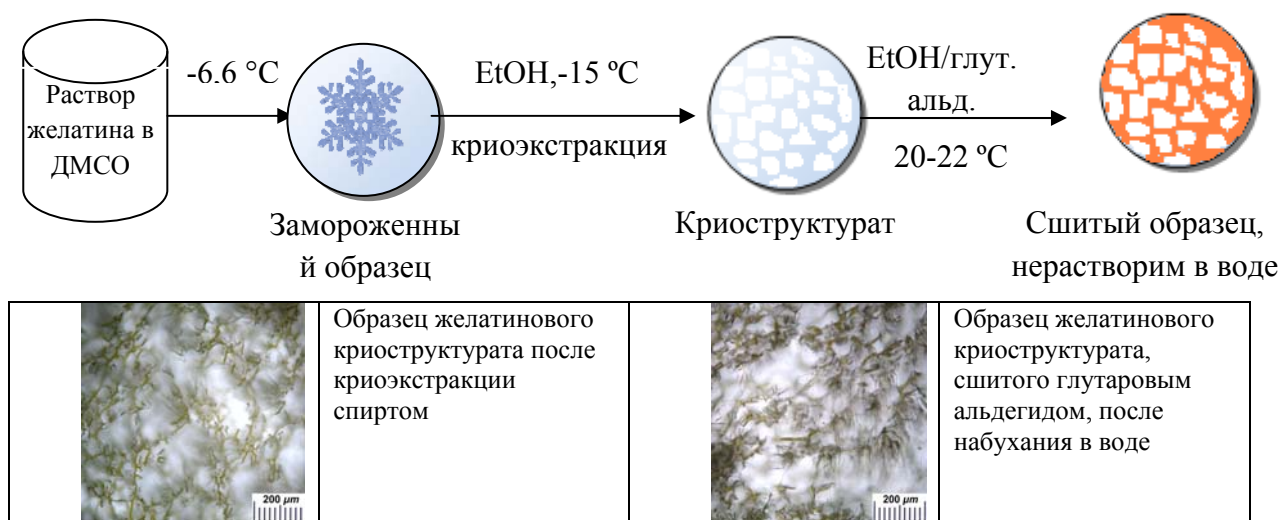 Раствор
желатина в
ДМСО
-6.6 °C
Замороженны
й образец
EtOH,-15 ºC
криоэкстракция
Криоструктурат
EtOH/глут.
альд.
20-22 ºC
Сшитый образец,
нерастворим в воде
200 μm
Образец желатинового
криоструктурата после
криоэкстракции
спиртом
200 μm
Образец желатинового
криоструктурата,
сшитого глутаровым
альдегидом, после
набухания в воде